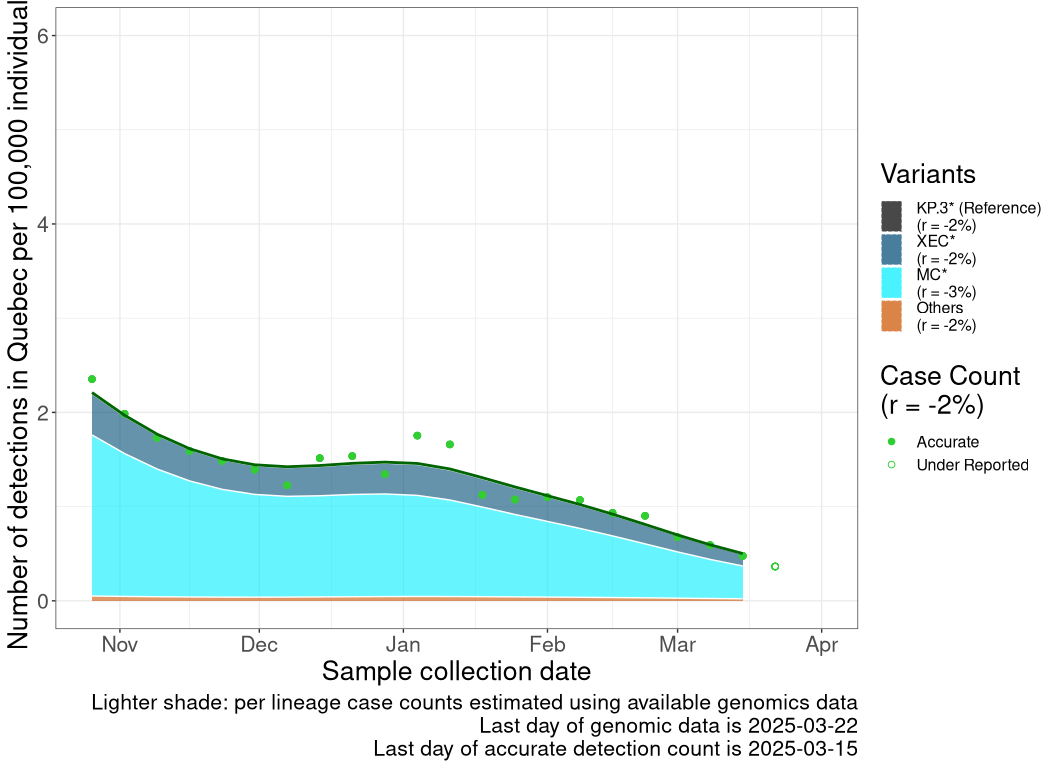 Number of detections in Quebec per 100,000 individual
6
4
2
0
Nov Dec Jan Feb Mar Apr
Sample collection date
Lighter shade: per lineage case counts estimated using available genomics data
Last day of genomic data is 2025-03-22
Last day of accurate detection count is 2025-03-15
Variants
KP.3* (Reference)
(r = -2%)
XEC*
(r = -2%)
MC*
(r = -3%)
Others
(r = -2%)
Case Count
(r = -2%)
Accurate
Under Reported